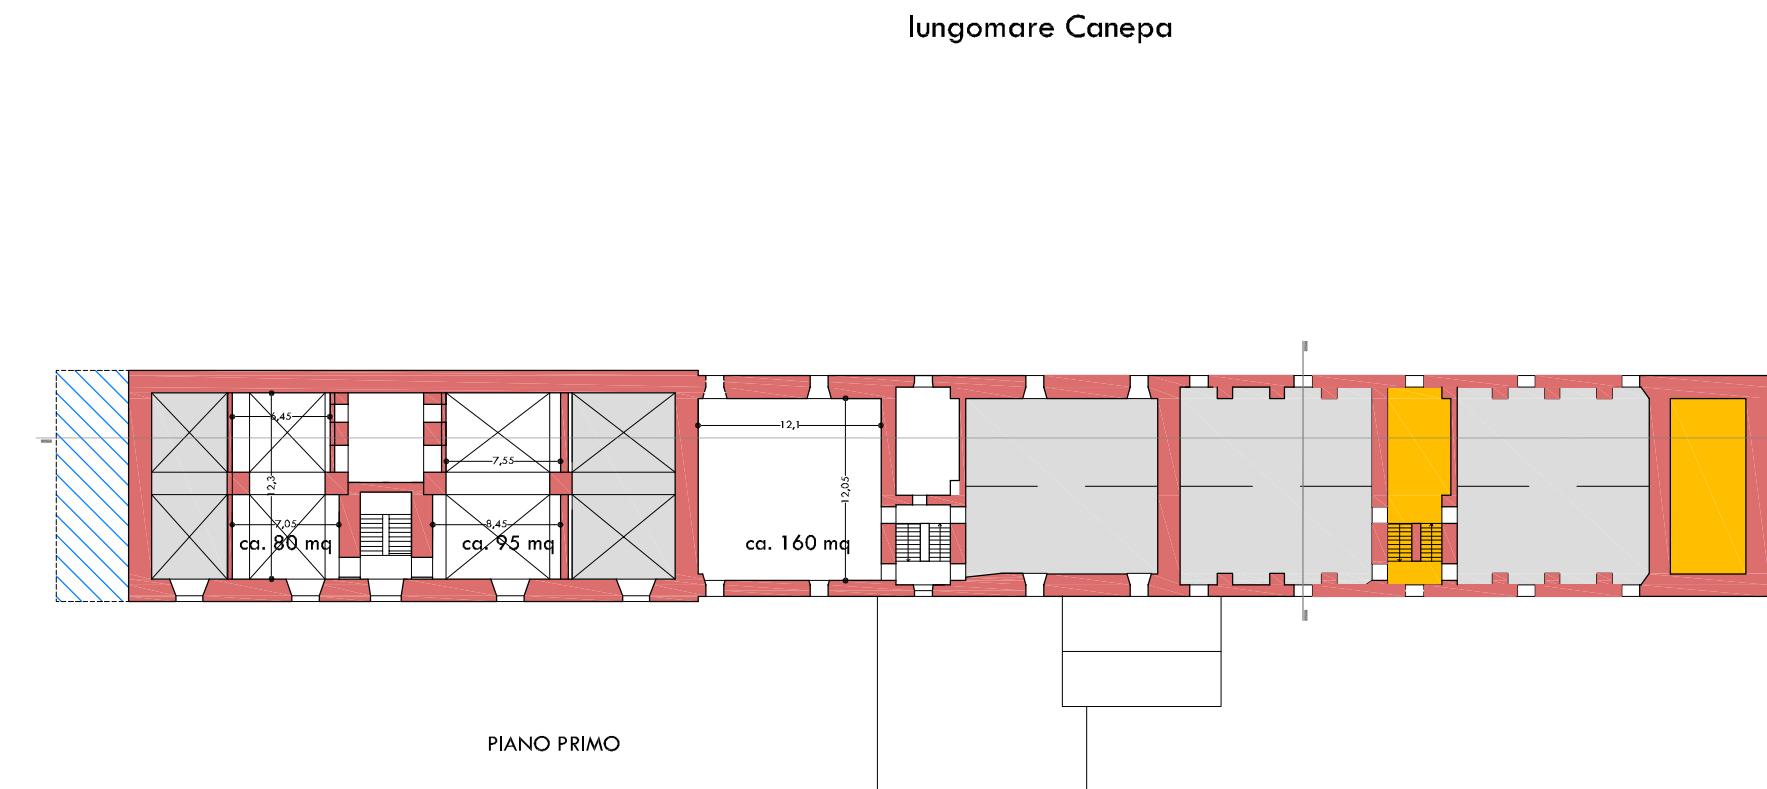 lungomare Canepa
6,45
12,1
7,55
12,3
12,05
7,05
8,45
ca. 80 mq
ca. 95 mq
ca. 160 mq
PIANO PRIMO